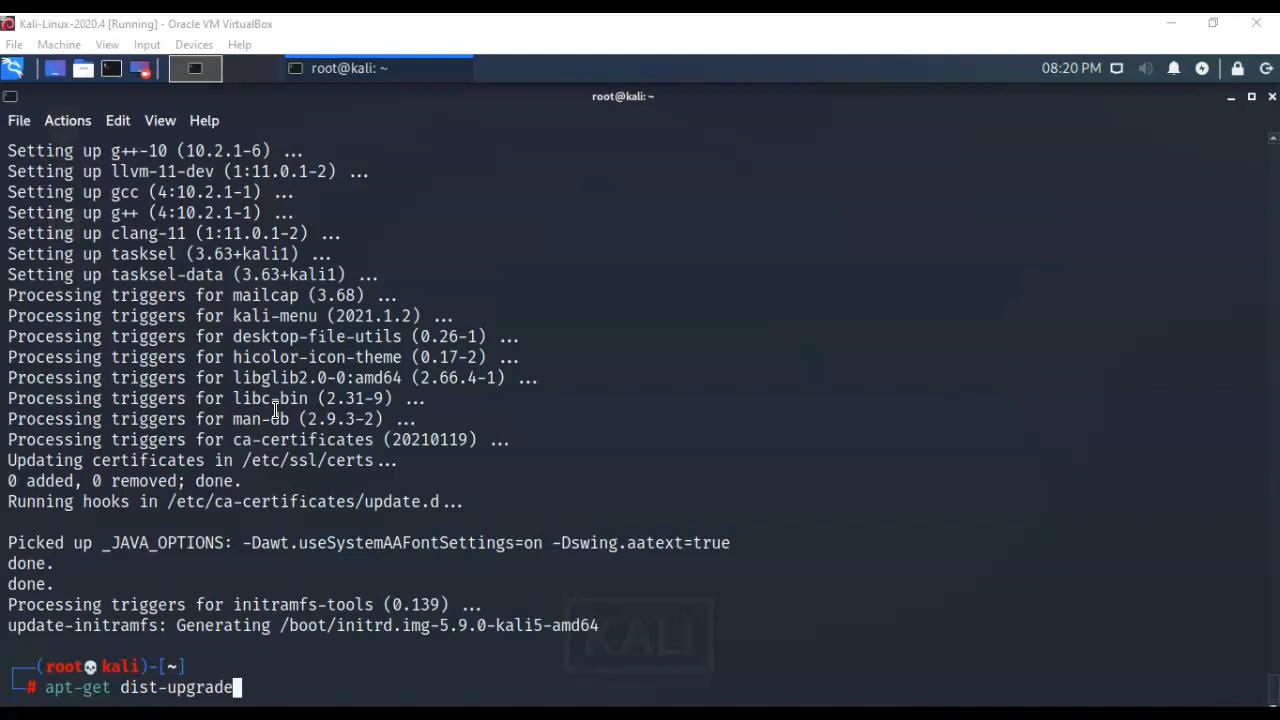 Kali-Linux-2020.4 [Running] - Oracle VM VirtualBox
File Machine View Input Devices Help
root@kali: ~
08:20 PM
root@kali:~
File Actions Edit View Help
Setting up g++-10 (10.2.1-6) ...
Setting up llvm-11-dev (1:11.0.1-2) ...
Setting up gcc (4:10.2.1-1) ...
Setting up g++ (4:10.2.1-1) ...
Setting up clang-11 (1:11.0.1-2) ...
Setting up tasksel (3.63+kali1) ...
Setting up tasksel-data (3.63+kali1) ...
Processing triggers for mailcap (3.68) ...
Processing triggers for kali-menu (2021.1.2) ...
Processing triggers for desktop-file-utils (0.26-1) ...
Processing triggers for hicolor-icon-theme (0.17-2) ...
Processing triggers for libglib2.0-0:amd64 (2.66.4-1) ...
Processing triggers for libc-bin (2.31-9) ...
Processing triggers for man-db (2.9.3-2) ...
Processing triggers for ca-certificates (20210119) ...
Updating certificates in /etc/ssl/certs...
0 added, 0 removed; done.
Running hooks in /etc/ca-certificates/update.d...
Picked up _JAVA_OPTIONS: -Dawt.useSystemAAFontSettings=on -Dswing.aatext=true
done.
done.
Processing triggers for initramfs-tools (0.139) ...
update-initramfs: Generating /boot/initrd.img-5.9.0-kali5-amd64
KALI
┌──(root💀kali)-[~]
└─# apt-get dist-upgrade